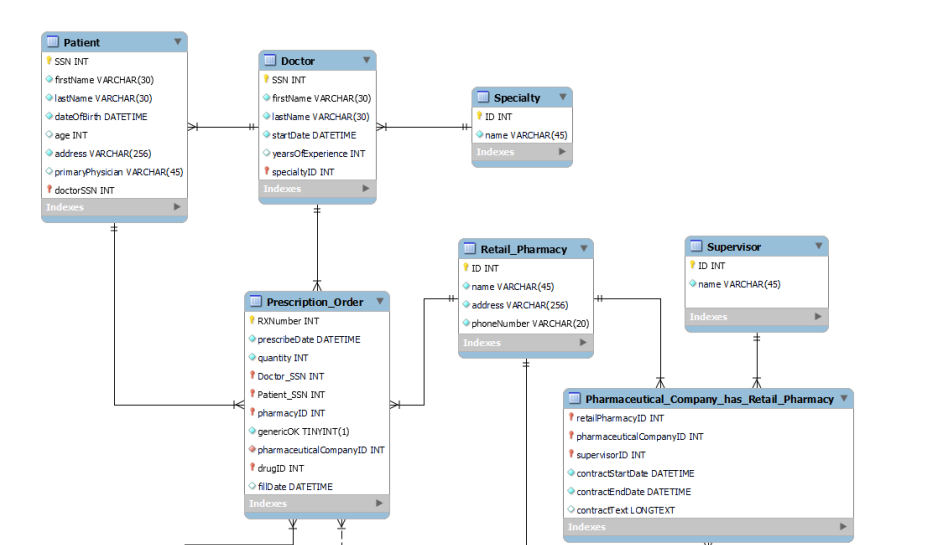 Patient
SSN INT
firstName VARCHAR(30)
lastName VARCHAR(30)
dateOfBirth DATETIME
age INT
address VARCHAR(256)
primaryPhysician VARCHAR(45)
doctorSSN INT
Indexes
Doctor
SSN INT
firstName VARCHAR(30)
lastName VARCHAR(30)
startDate DATETIME
yearsOfExperience INT
specialtyID INT
Indexes
Specialty
ID INT
name VARCHAR(45)
Indexes
Retail_Pharmacy
ID INT
name VARCHAR(45)
address VARCHAR(256)
phoneNumber VARCHAR(20)
Indexes
Supervisor
ID INT
name VARCHAR(45)
Indexes
Prescription_Order
RXNumber INT
prescribeDate DATETIME
quantity INT
Doctor_SSN INT
Patient_SSN INT
pharmacyID INT
genericOK TINYINT(1)
pharmaceuticalCompanyID INT
drugID INT
fillDate DATETIME
Indexes
Pharmaceutical_Company_has_Retail_Pharmacy
retailPharmacyID INT
pharmaceuticalCompanyID INT
supervisorID INT
contractStartDate DATETIME
contractEndDate DATETIME
contractText LONGTEXT
Indexes